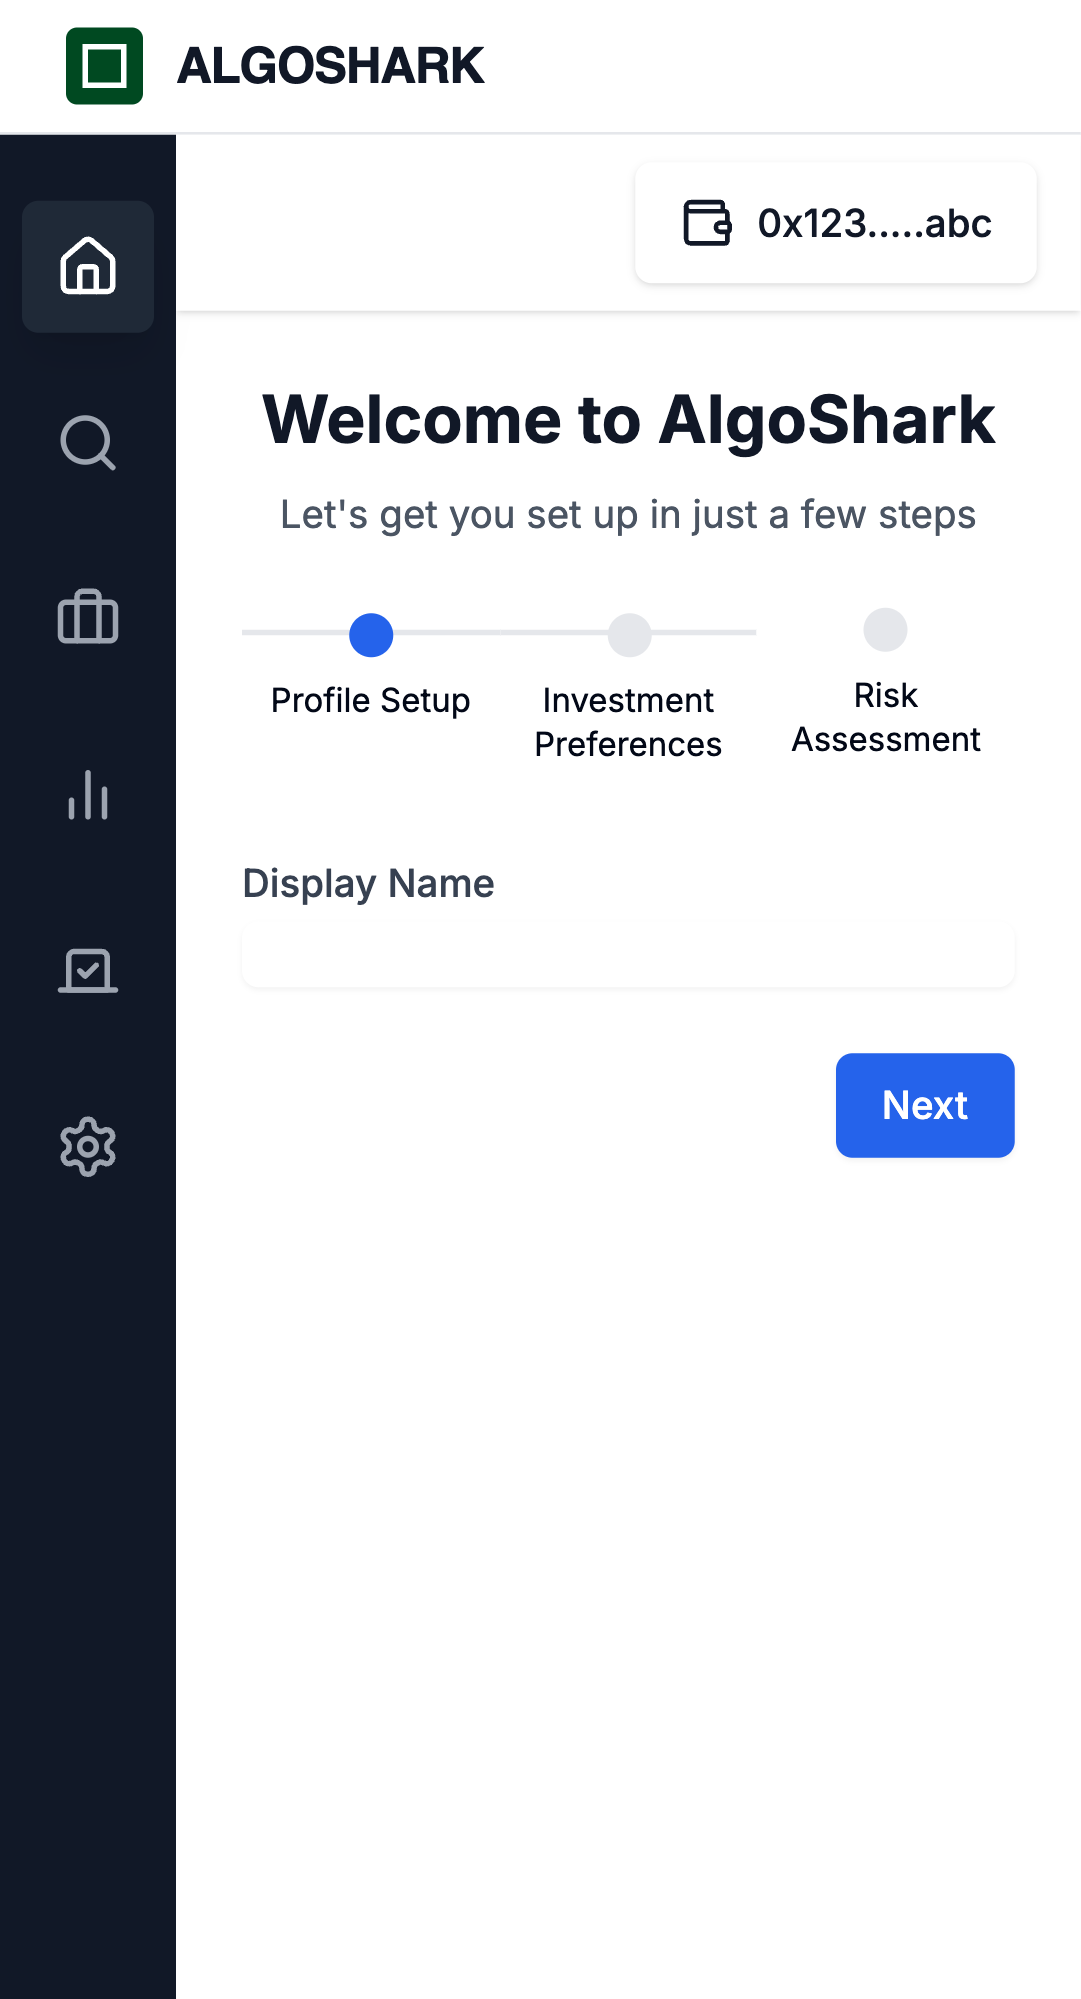 ALGOSHARK
0x123.....abc
Welcome to AlgoShark
Let's get you set up in just a few steps
Profile Setup
Investment
Preferences
Risk
Assessment
Display Name
Next